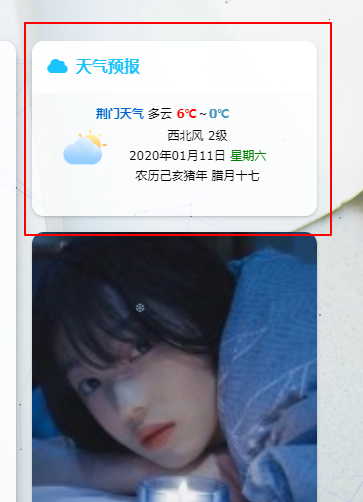 天气预报
荆门天气 多云 6℃～0℃
西北风 2级
2020年01月11日 星期六
农历己亥猪年 腊月十七